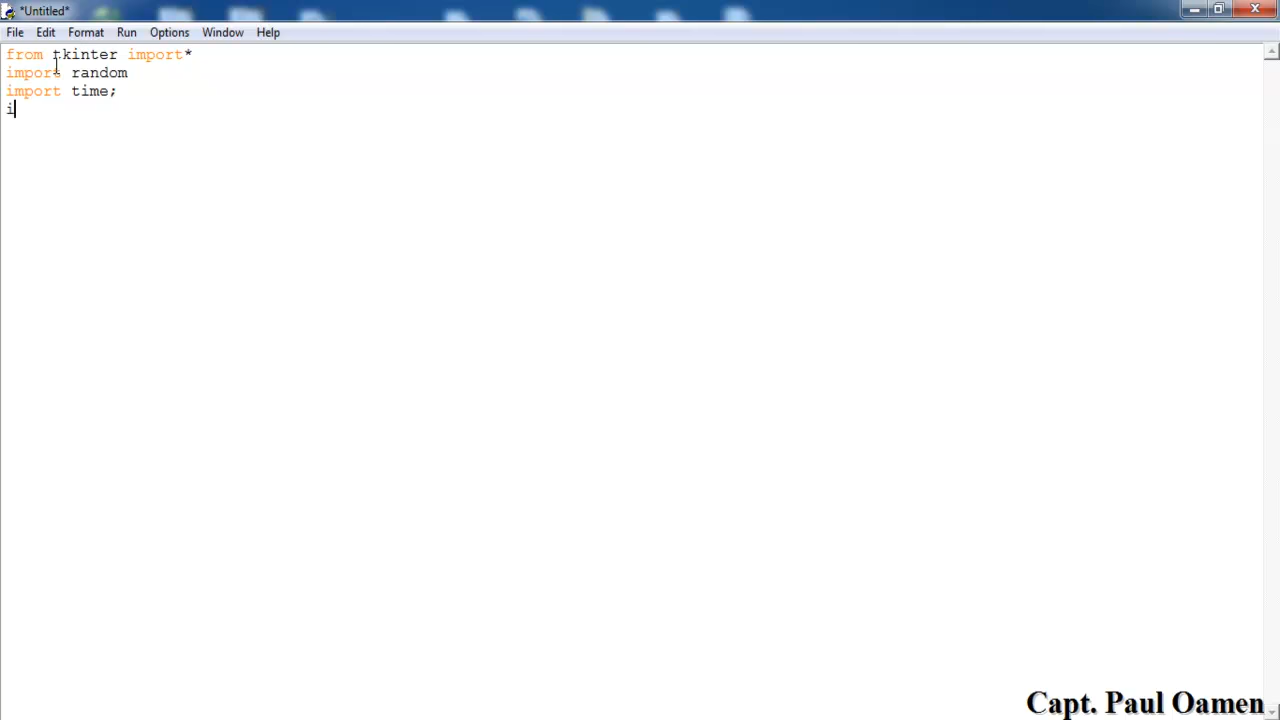 *Untitled*
File Edit Format Run Options Window Help
from tkinter import*
import random
import time;
i
Capt. Paul Oamen